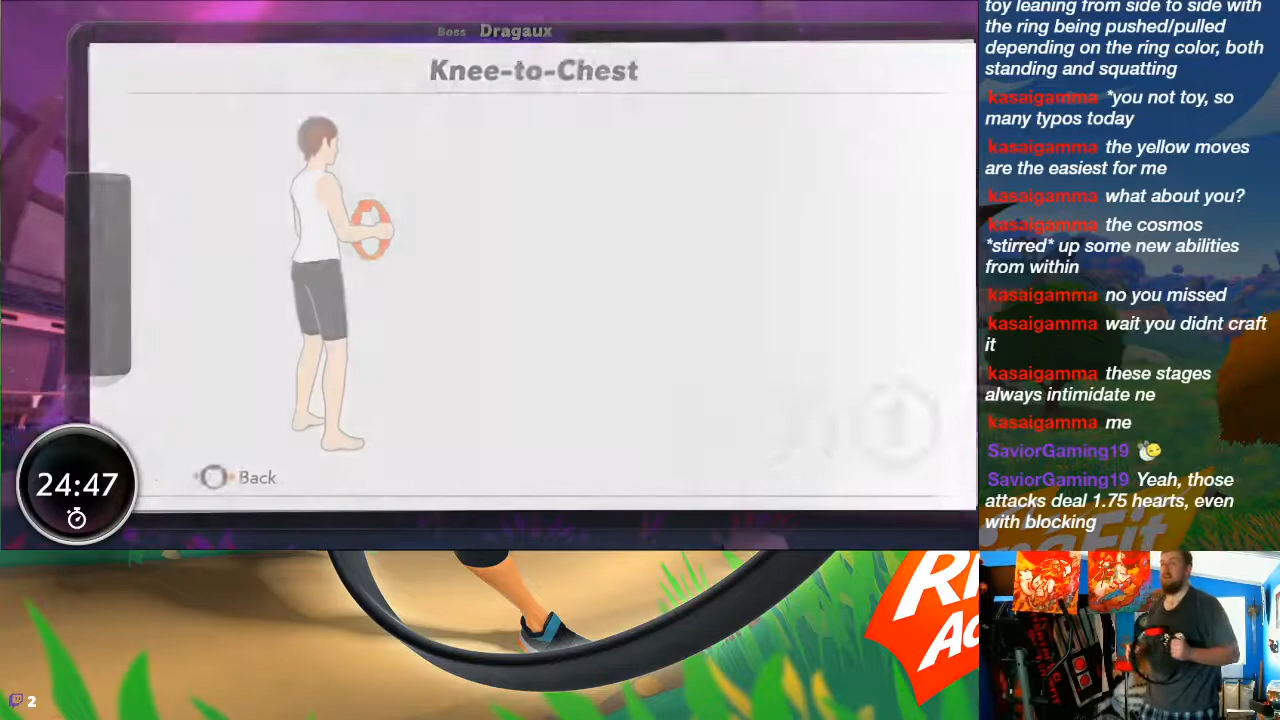 Boss Dragaux
Knee-to-Chest
1
Back
24:47
2
toy leaning from side to side with
the ring being pushed/pulled
depending on the ring color, both
standing and squatting
kasaigamma *you not toy, so
many typos today
kasaigamma the yellow moves
are the easiest for me
kasaigamma what about you?
kasaigamma the cosmos
*stirred* up some new abilities
from within
kasaigamma no you missed
kasaigamma wait you didnt craft
it
kasaigamma these stages
always intimidate ne
kasaigamma me
SaviorGaming19
SaviorGaming19 Yeah, those
attacks deal 1.75 hearts, even
with blocking